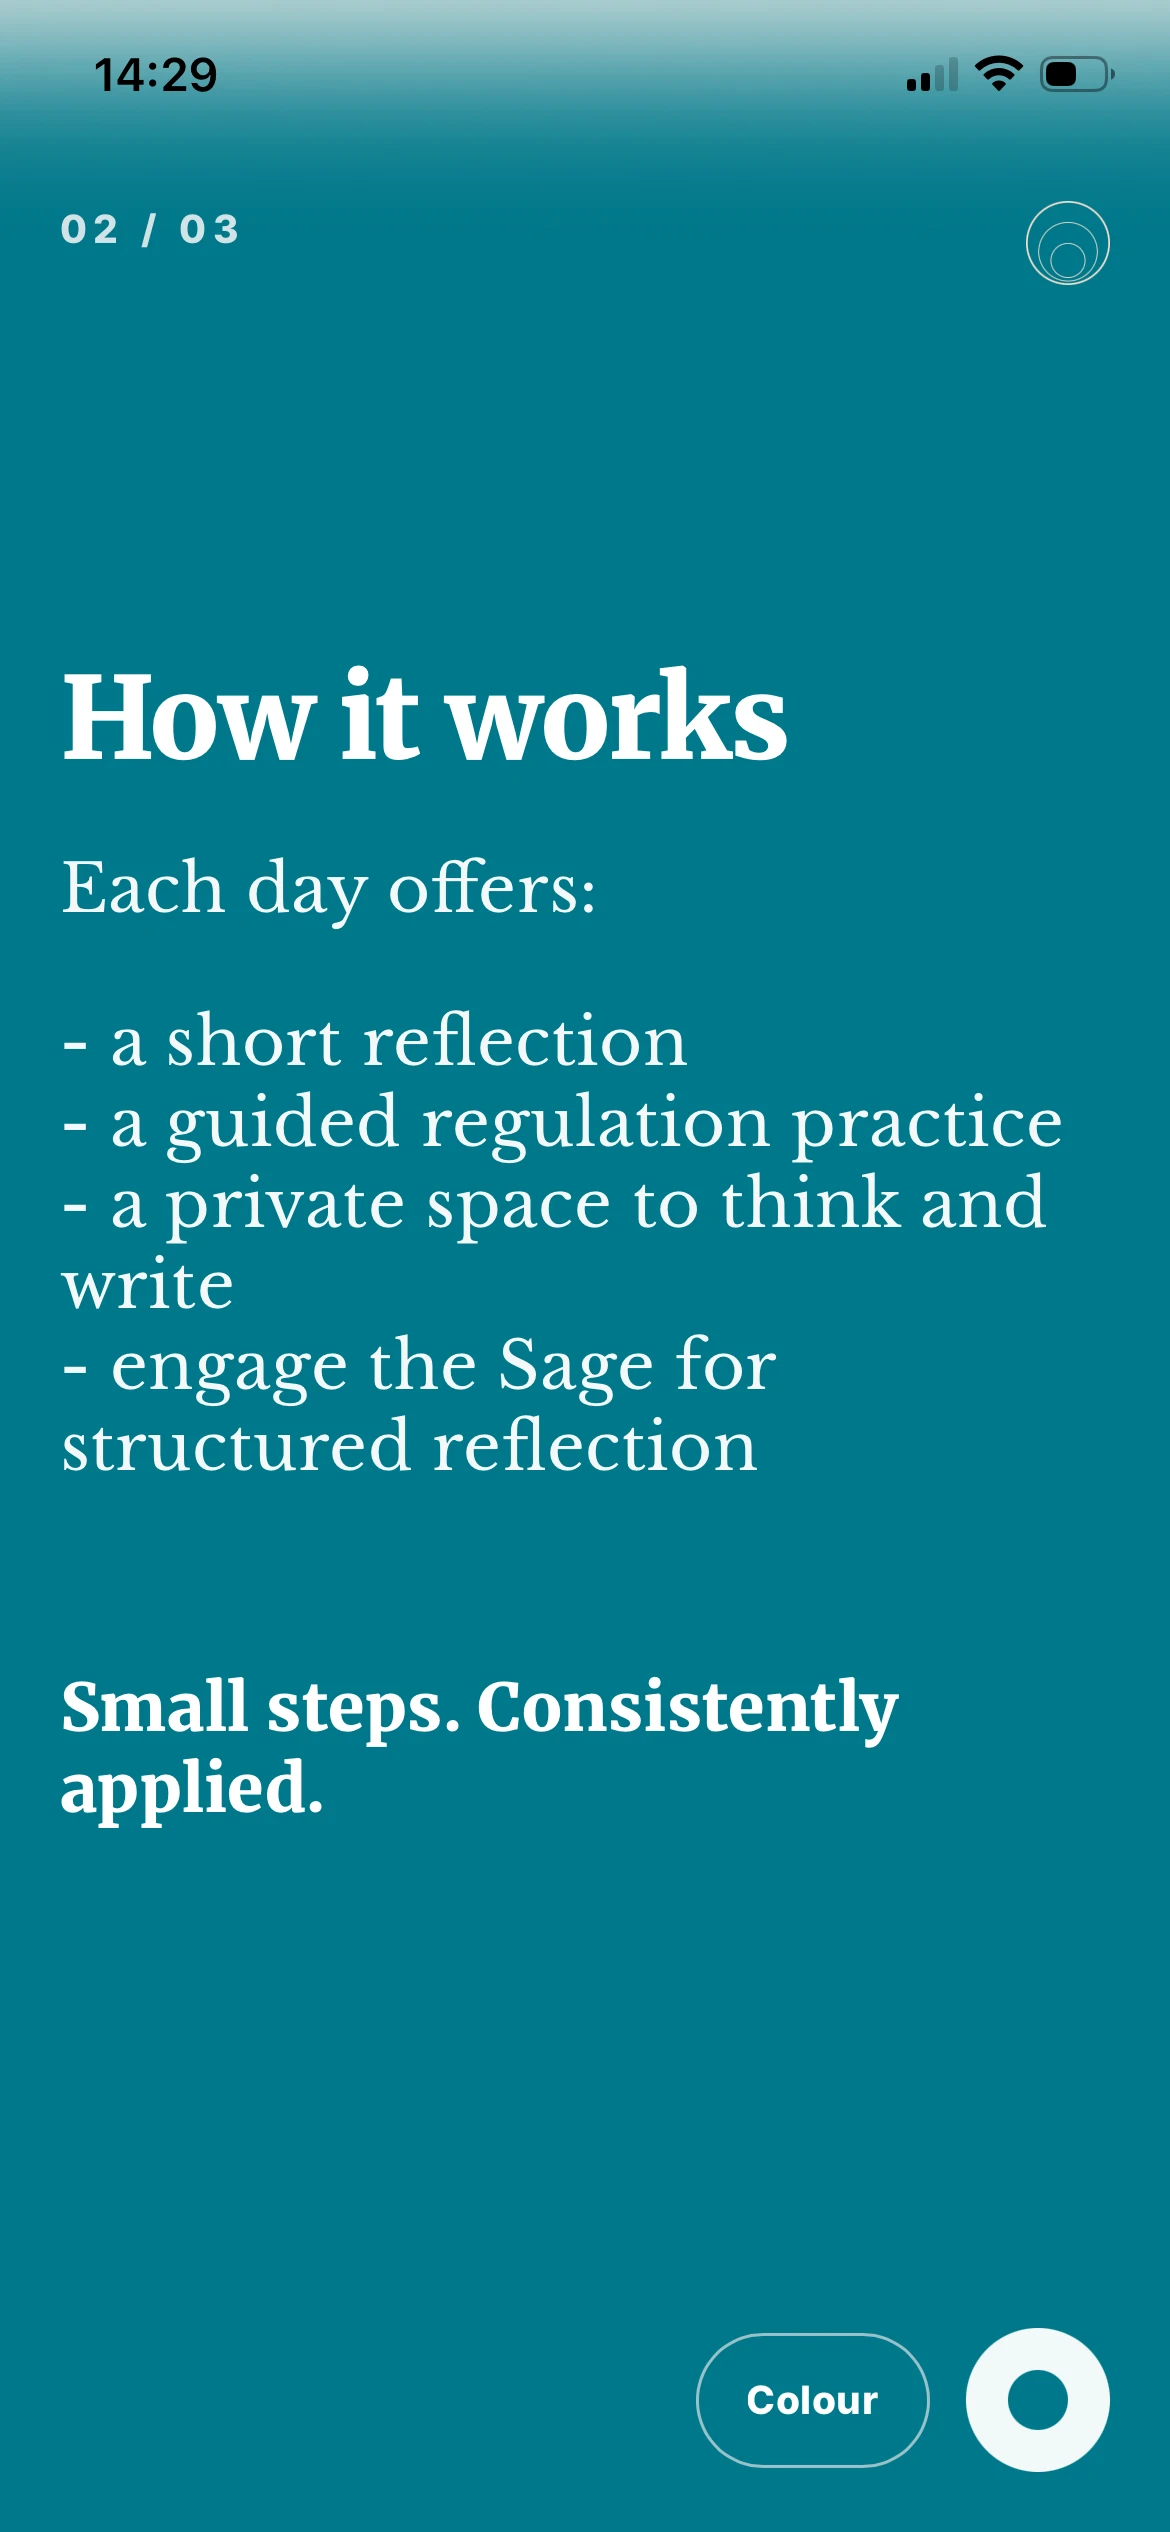 14:29
02 / 03
How it works
Each day offers:
- a short reflection
- a guided regulation practice
- a private space to think and
write
- engage the Sage for
structured reflection
Small steps. Consistently
applied.
Colour